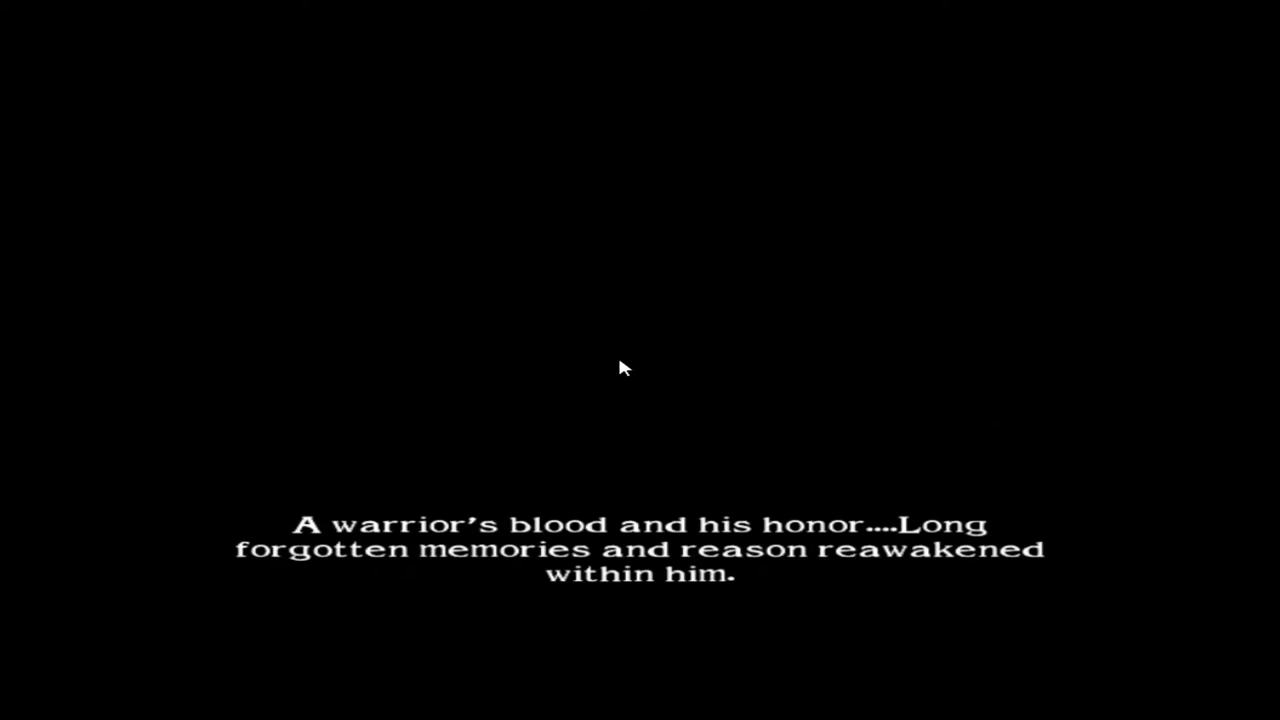 A warrior's blood and his honor....Long
forgotten memories and reason reawakened
within him.